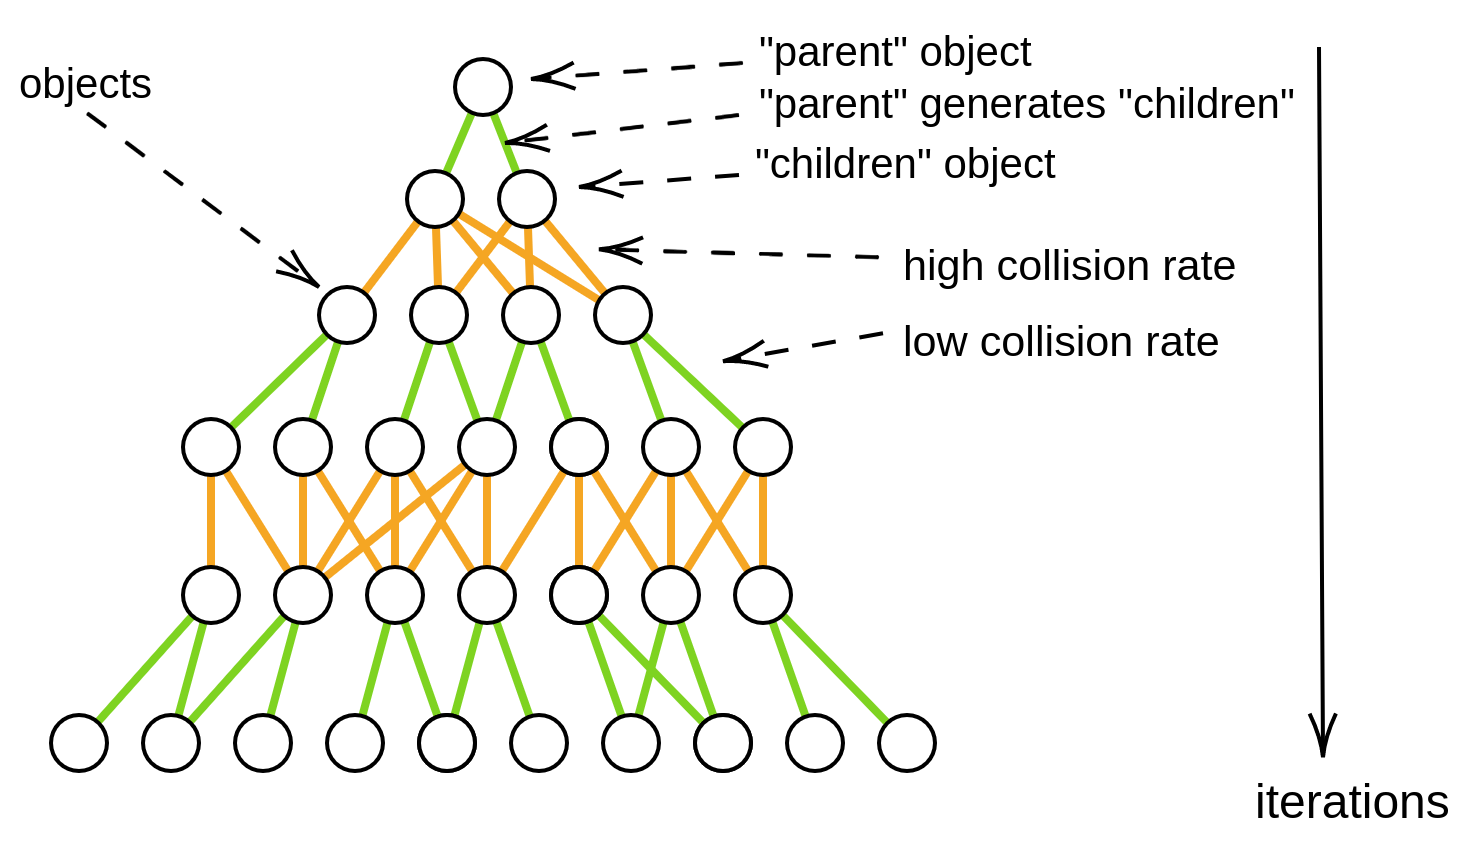 "parent" object
objects
"parent" generates "children"
"children" object
high collision rate
low collision rate
iterations